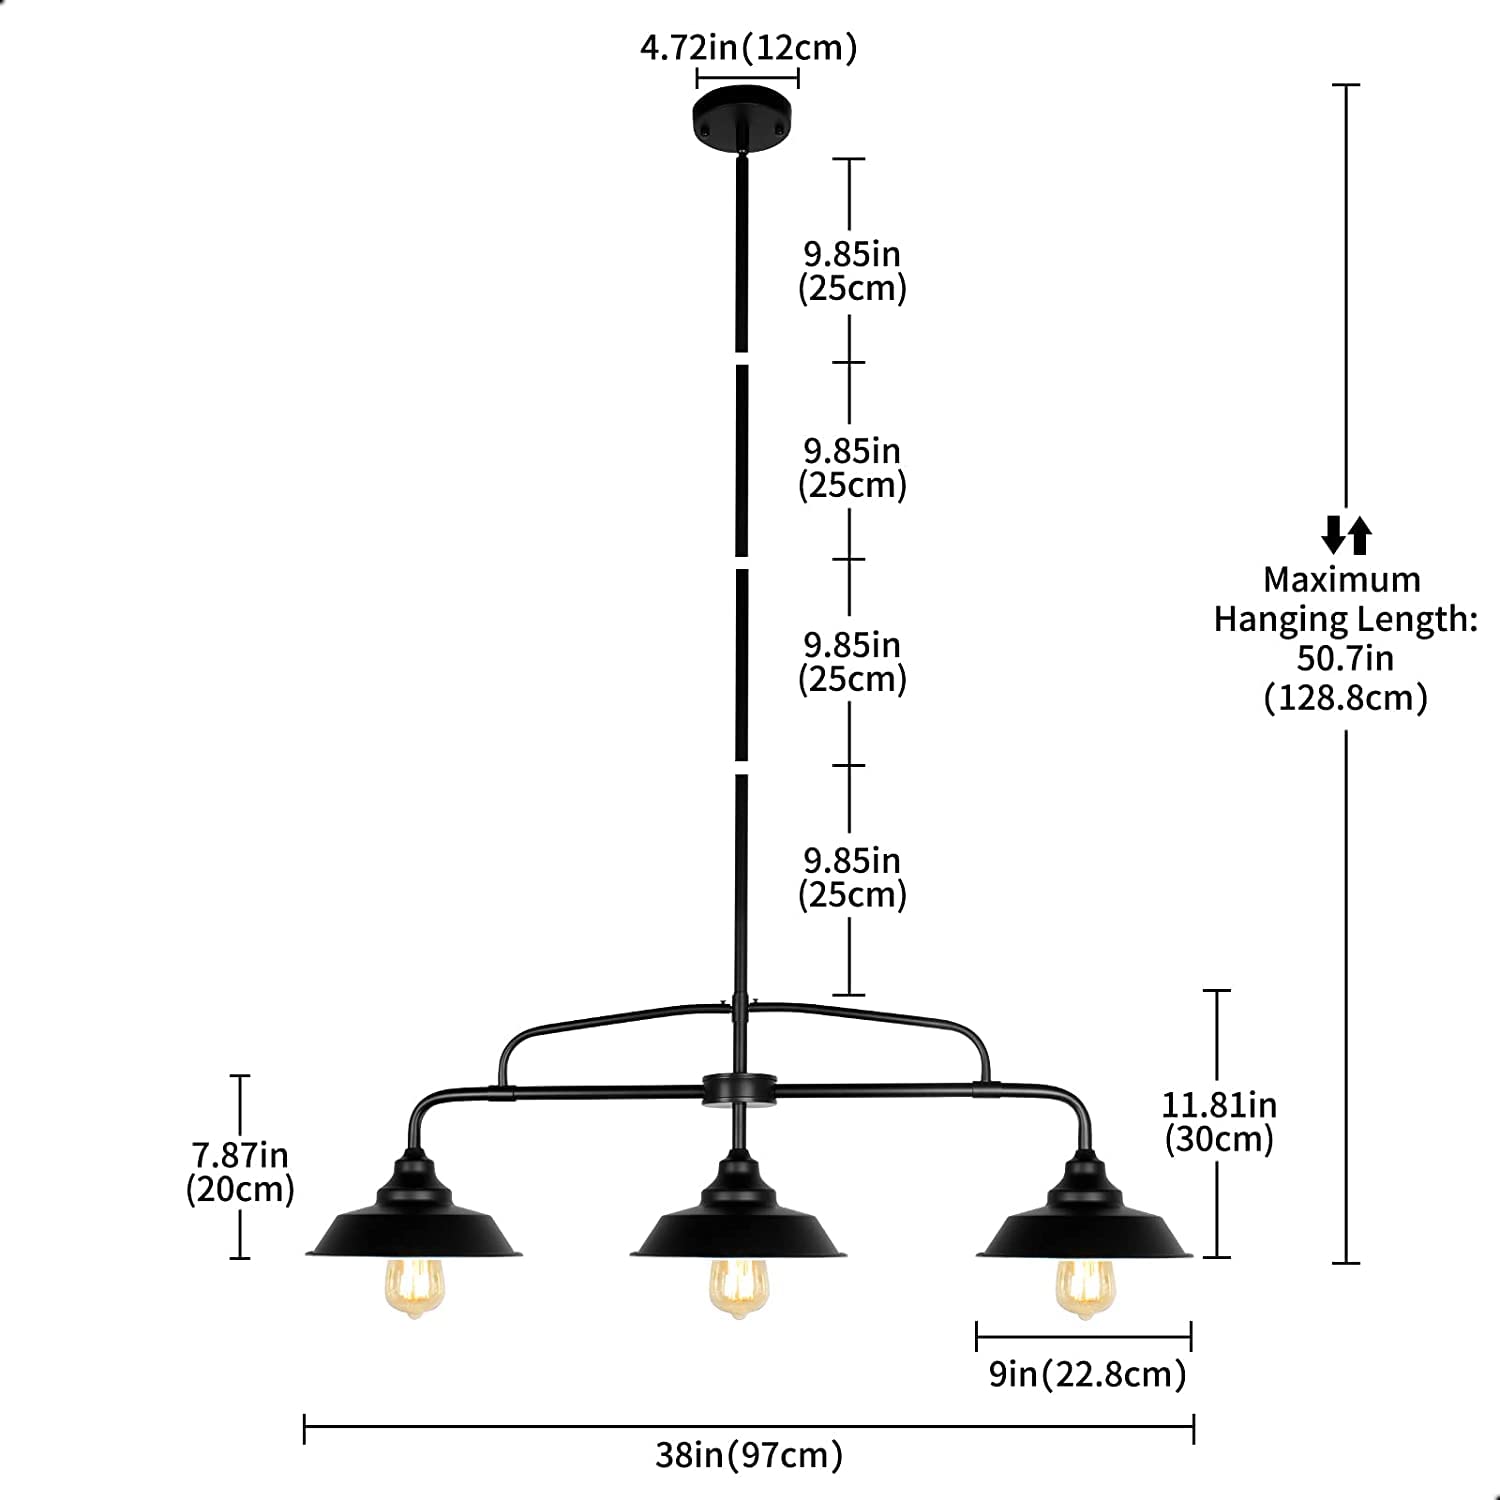 4.72in(12cm)
9.85in
(25cm)
9.85in
(25cm)
9.85in
(25cm)
9.85in
(25cm)
Maximum
Hanging Length:
50.7in
(128.8cm)
7.87in
(20cm)
11.81in
(30cm)
9in(22.8cm)
38in(97cm)